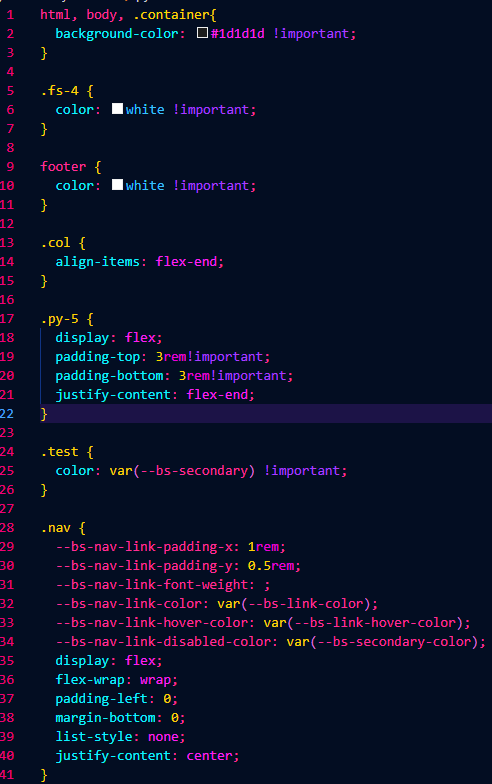 1 html, body, .container{
2   background-color: #1d1d1d !important;
3 }
4
5 .fs-4 {
6   color: white !important;
7 }
8
9 footer {
10   color: white !important;
11 }
12
13 .col {
14   align-items: flex-end;
15 }
16
17 .py-5 {
18   display: flex;
19   padding-top: 3rem!important;
20   padding-bottom: 3rem!important;
21   justify-content: flex-end;
22 }
23
24 .test {
25   color: var(--bs-secondary) !important;
26 }
27
28 .nav {
29   --bs-nav-link-padding-x: 1rem;
30   --bs-nav-link-padding-y: 0.5rem;
31   --bs-nav-link-font-weight: ;
32   --bs-nav-link-color: var(--bs-link-color);
33   --bs-nav-link-hover-color: var(--bs-link-hover-color);
34   --bs-nav-link-disabled-color: var(--bs-secondary-color);
35   display: flex;
36   flex-wrap: wrap;
37   padding-left: 0;
38   margin-bottom: 0;
39   list-style: none;
40   justify-content: center;
41 }